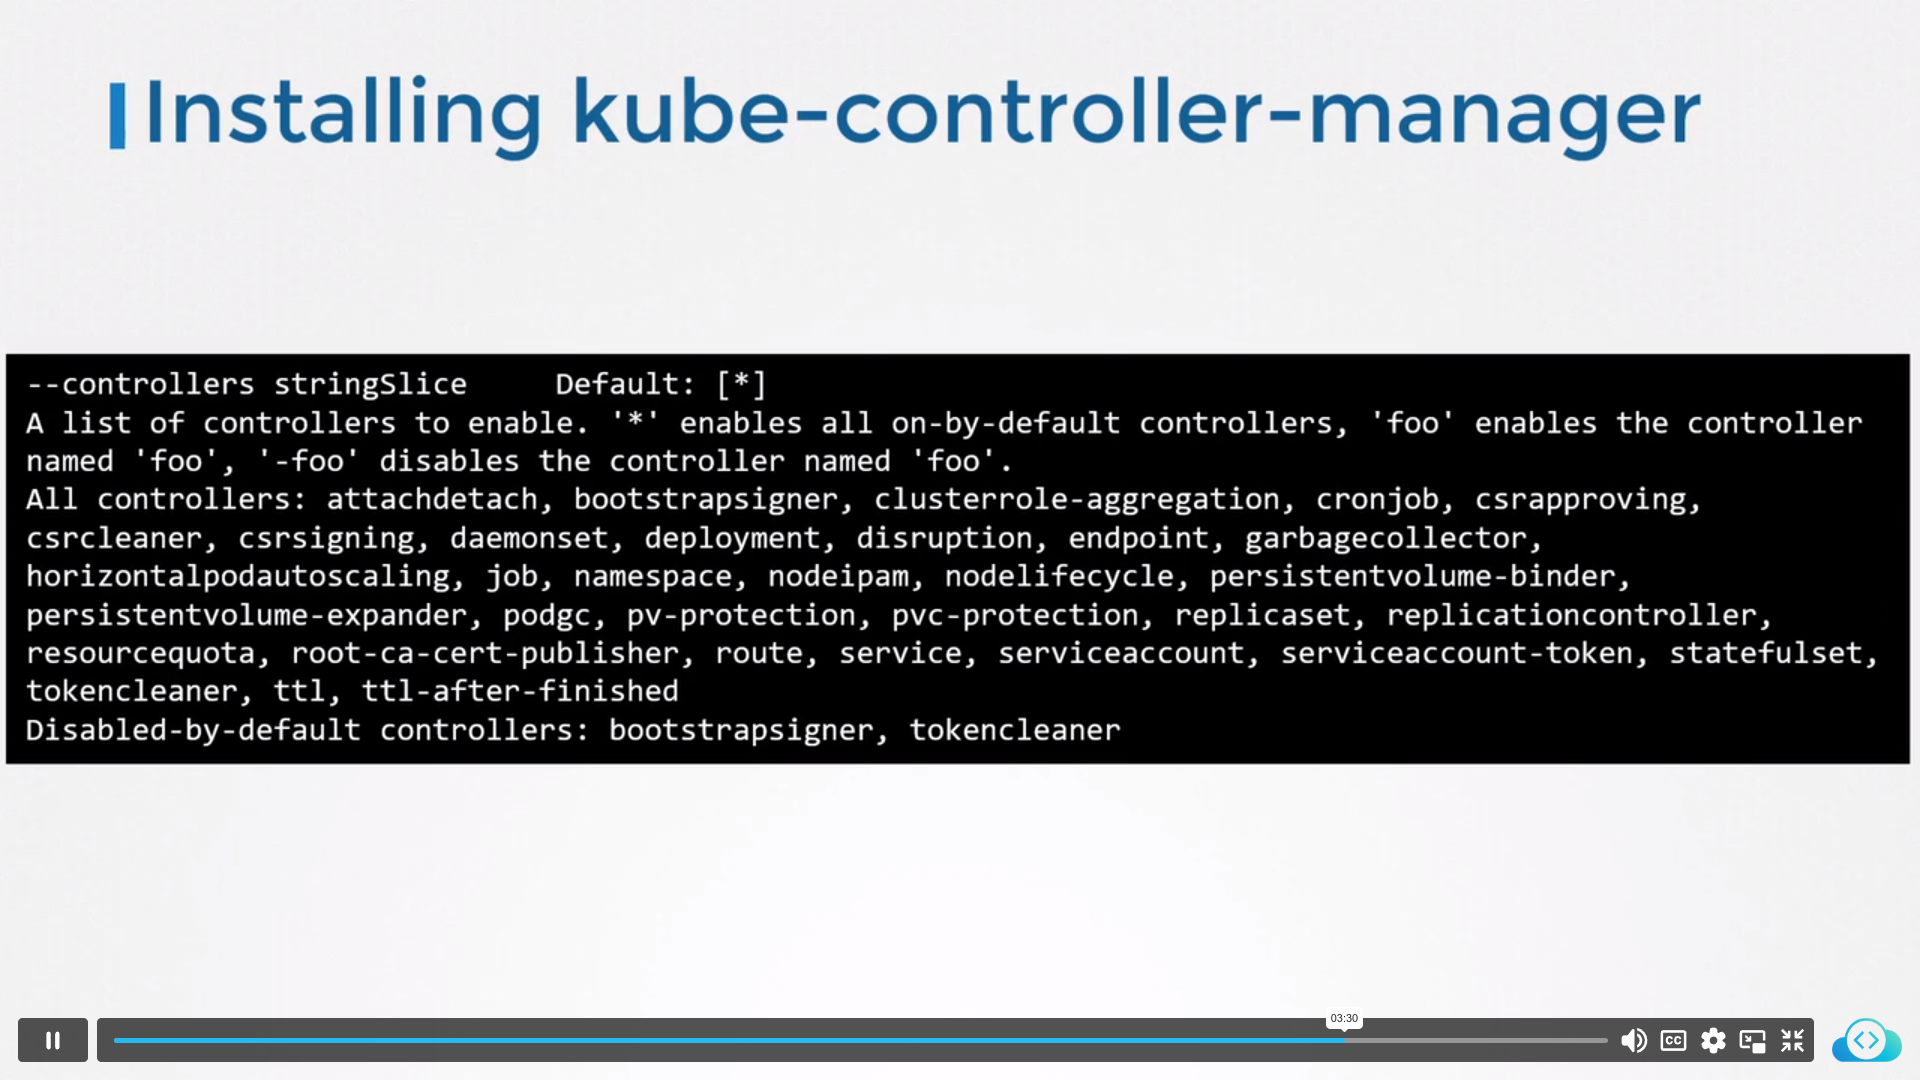 Installing kube-controller-manager
--controllers stringSlice     Default: [*]
A list of controllers to enable. '*' enables all on-by-default controllers, 'foo' enables the controller
named 'foo', '-foo' disables the controller named 'foo'.
All controllers: attachdetach, bootstrapsigner, clusterrole-aggregation, cronjob, csrapproving,
csrcleaner, csrsigning, daemonset, deployment, disruption, endpoint, garbagecollector,
horizontalpodautoscaling, job, namespace, nodeipam, nodelifecycle, persistentvolume-binder,
persistentvolume-expander, podgc, pv-protection, pvc-protection, replicaset, replicationcontroller,
resourcequota, root-ca-cert-publisher, route, service, serviceaccount, serviceaccount-token, statefulset,
tokencleaner, ttl, ttl-after-finished
Disabled-by-default controllers: bootstrapsigner, tokencleaner
03:30
CC